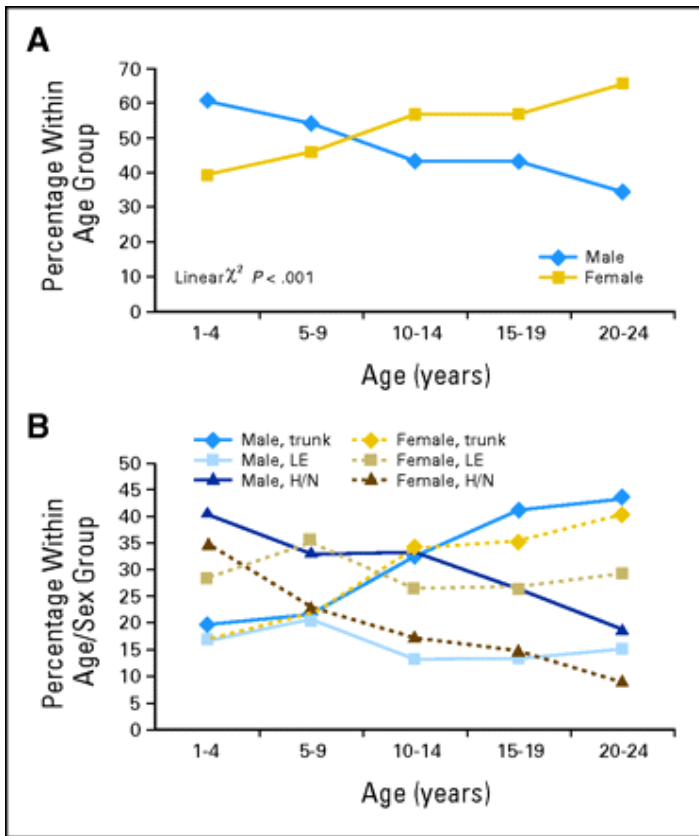 A
Percentage Within
Age Group
70
60
50
40
30
20
10
0
Linear χ² P < .001
Male
Female
1-4 5-9 10-14 15-19 20-24
Age (years)
B
Male, trunk Female, trunk
Male, LE Female, LE
Male, H/N Female, H/N
Percentage Within
Age/Sex Group
50
45
40
35
30
25
20
15
10
5
0
1-4 5-9 10-14 15-19 20-24
Age (years)